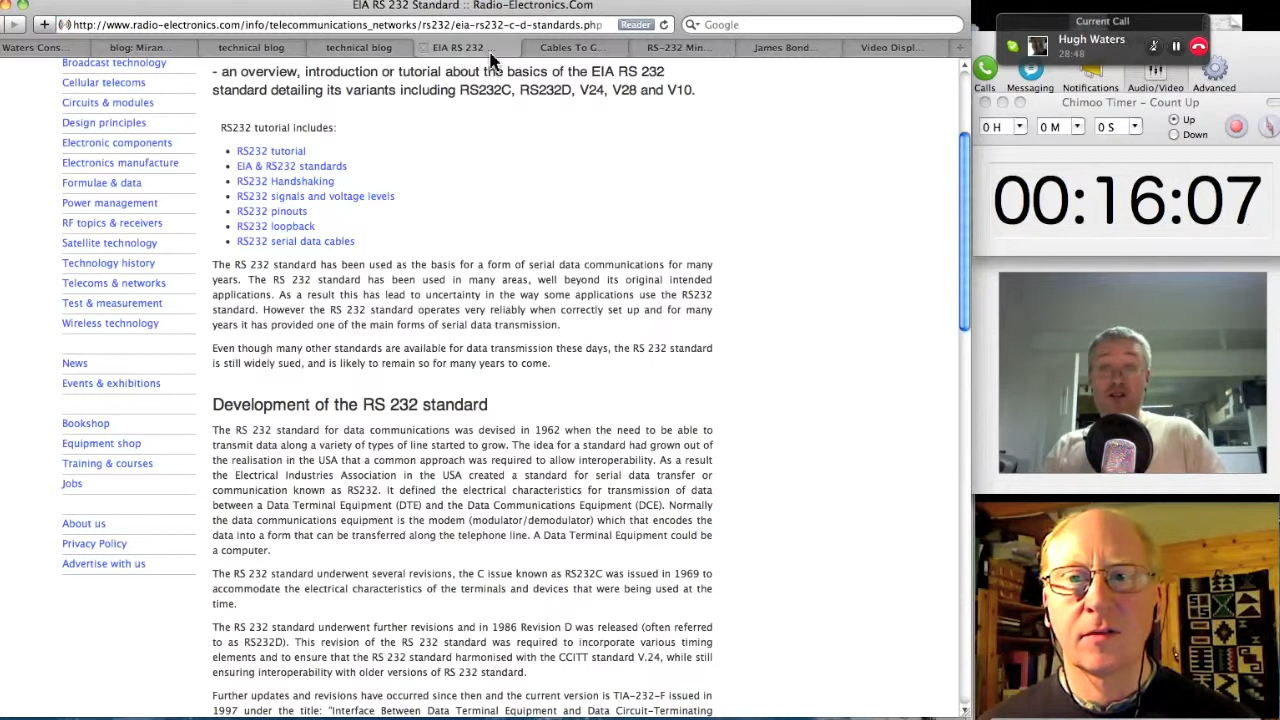 EIA RS 232 Standard :: Radio-Electronics.Com
http://www.radio-electronics.com/info/telecommunications_networks/rs232/eia-rs232-c-d-standards.php
Reader
Google
Waters Cons...
blog: Miran...
technical blog
technical blog
EIA RS 232 ...
Cables To G...
RS-232 Min...
James Bond...
Video Displ...
Broadcast technology
Cellular telecoms
Circuits & modules
Design principles
Electronic components
Electronics manufacture
Formulae & data
Power management
RF topics & receivers
Satellite technology
Technology history
Telecoms & networks
Test & measurement
Wireless technology
News
Events & exhibitions
Bookshop
Equipment shop
Training & courses
Jobs
About us
Privacy Policy
Advertise with us
- an overview, introduction or tutorial about the basics of the EIA RS 232
standard detailing its variants including RS232C, RS232D, V24, V28 and V10.
RS232 tutorial includes:
RS232 tutorial
EIA & RS232 standards
RS232 Handshaking
RS232 signals and voltage levels
RS232 pinouts
RS232 loopback
RS232 serial data cables
The RS 232 standard has been used as the basis for a form of serial data communications for many
years. The RS 232 standard has been used in many areas, well beyond its original intended
applications. As a result this has lead to uncertainty in the way some applications use the RS232
standard. However the RS 232 standard operates very reliably when correctly set up and for many
years it has provided one of the main forms of serial data transmission.
Even though many other standards are available for data transmission these days, the RS 232 standard
is still widely sued, and is likely to remain so for many years to come.
Development of the RS 232 standard
The RS 232 standard for data communications was devised in 1962 when the need to be able to
transmit data along a variety of types of line started to grow. The idea for a standard had grown out of
the realisation in the USA that a common approach was required to allow interoperability. As a result
the Electrical Industries Association in the USA created a standard for serial data transfer or
communication known as RS232. It defined the electrical characteristics for transmission of data
between a Data Terminal Equipment (DTE) and the Data Communications Equipment (DCE). Normally
the data communications equipment is the modem (modulator/demodulator) which that encodes the
data into a form that can be transferred along the telephone line. A Data Terminal Equipment could be
a computer.
The RS 232 standard underwent several revisions, the C issue known as RS232C was issued in 1969 to
accommodate the electrical characteristics of the terminals and devices that were being used at the
time.
The RS 232 standard underwent further revisions and in 1986 Revision D was released (often referred
to as RS232D). This revision of the RS 232 standard was required to incorporate various timing
elements and to ensure that the RS 232 standard harmonised with the CCITT standard V.24, while still
ensuring interoperability with older versions of RS 232 standard.
Further updates and revisions have occurred since then and the current version is TIA-232-F issued in
1997 under the title: "Interface Between Data Terminal Equipment and Data Circuit-Terminating
Current Call
Hugh Waters
28:48
Calls
Messaging
Notifications
Audio/Video
Advanced
Chimoo Timer - Count Up
0 H
0 M
0 S
Up
Down
00:16:07